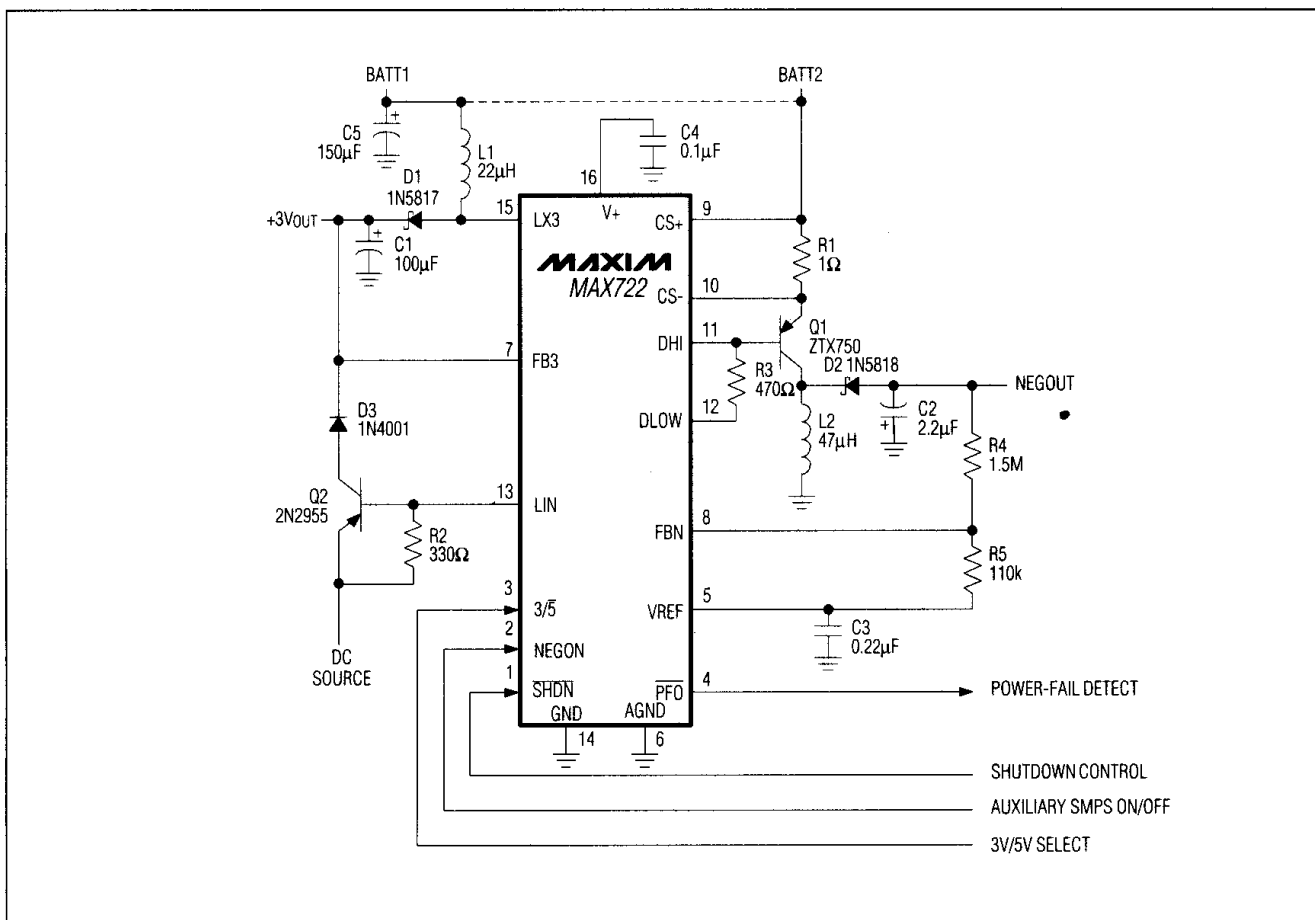 BATT1
BATT2
C5
150µF
+
L1
22µH
C4
0.1µF
D1
1N5817
16
V+
+3VOUT
15
LX3
CS+
9
C1
100µF
+
MAXIM
MAX722
R1
1Ω
CS-
10
DHI
11
Q1
ZTX750
7
FB3
R3
470Ω
D2 1N5818
NEGOUT
DLOW
12
L2
47µH
C2
2.2µF
+
R4
1.5M
D3
1N4001
Q2
2N2955
13
LIN
R2
330Ω
FBN
8
R5
110k
3
3/5̅
VREF
5
C3
0.22µF
2
NEGON
DC
SOURCE
1
S̅H̅D̅N̅
P̅F̅O̅
4
POWER-FAIL DETECT
GND
14
AGND
6
SHUTDOWN CONTROL
AUXILIARY SMPS ON/OFF
3V/5V SELECT